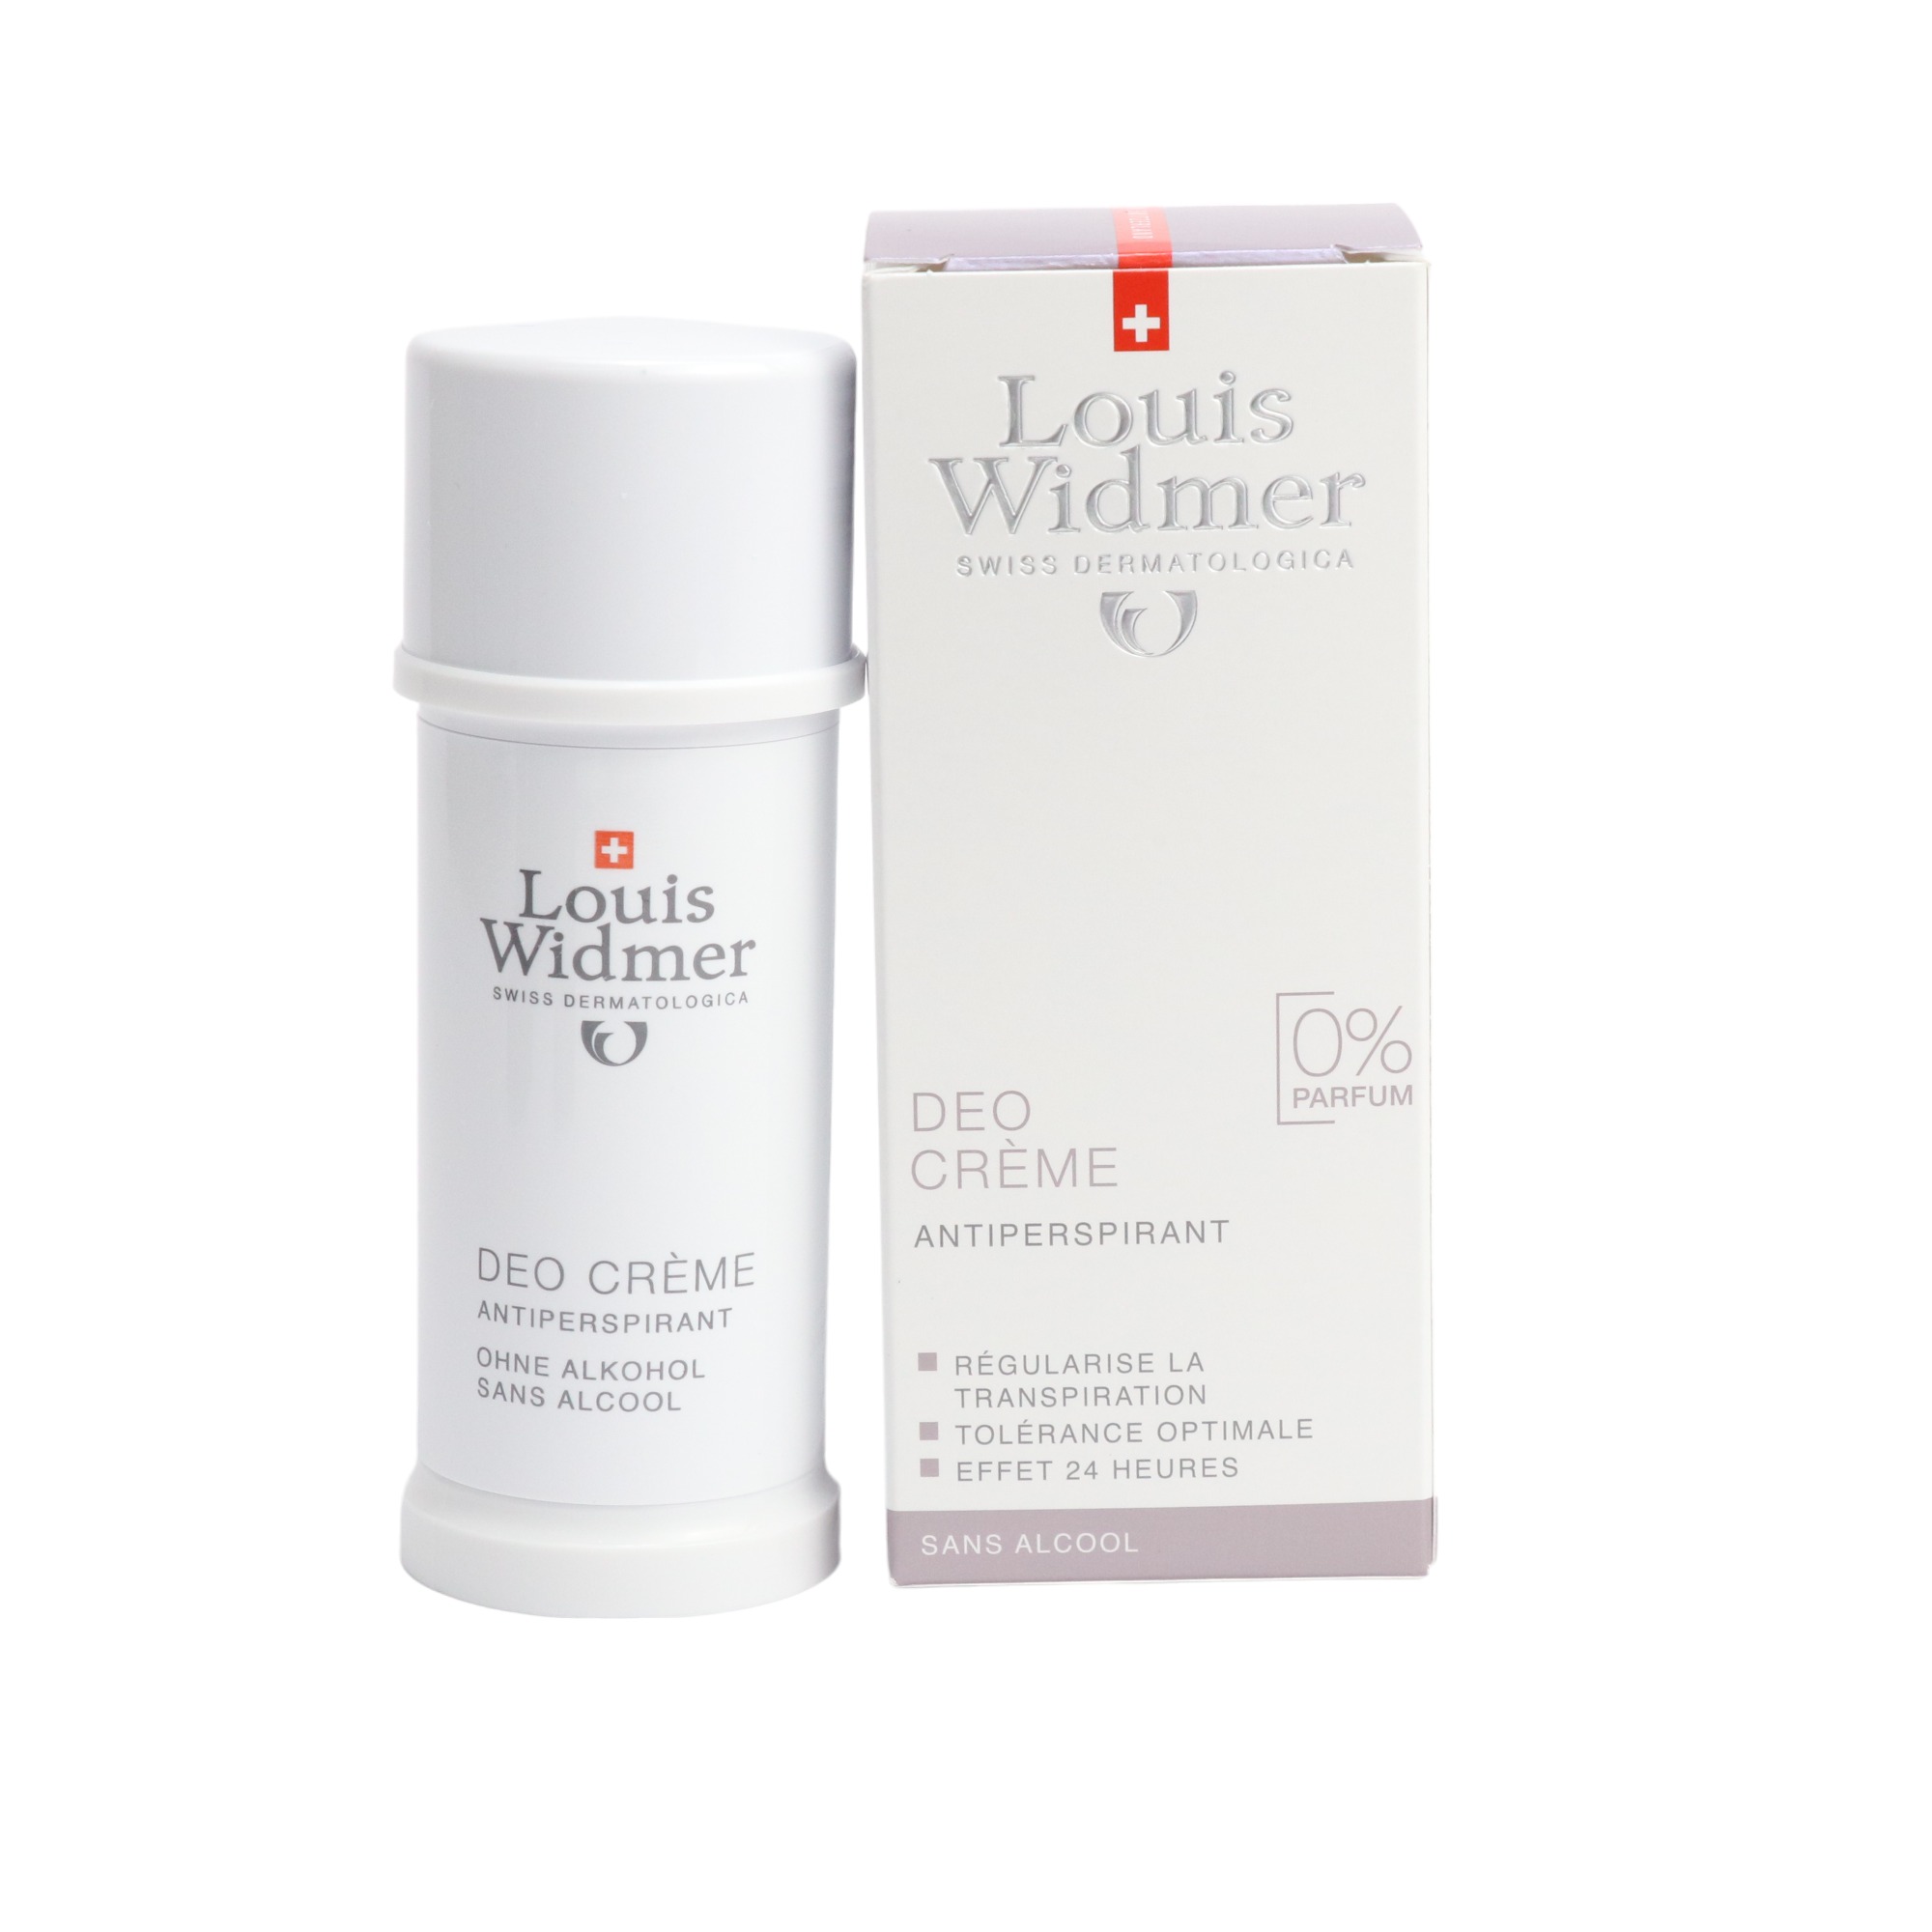 Louis
Widmer
SWISS DERMATOLOGICA
DEO CRÈME
ANTIPERSPIRANT
OHNE ALKOHOL
SANS ALCOOL
Louis
Widmer
SWISS DERMATOLOGICA
0%
PARFUM
DEO
CRÈME
ANTIPERSPIRANT
RÉGULARISE LA
TRANSPIRATION
TOLÉRANCE OPTIMALE
EFFET 24 HEURES
SANS ALCOOL